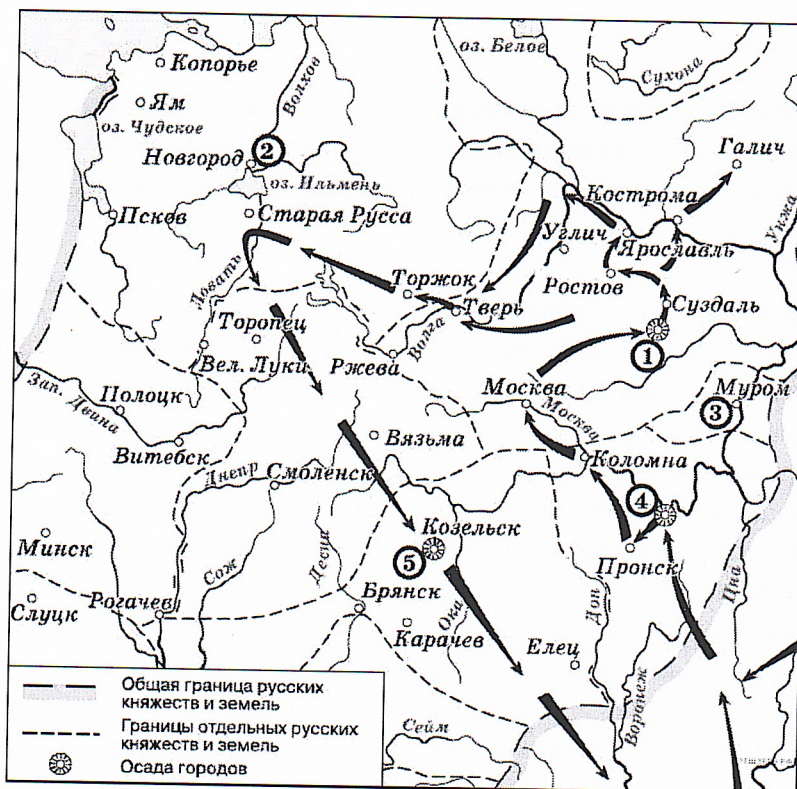 оз. Белое
Копорье
Волхов
Сухона
Ям
оз. Чудское
Галич
Новгород
2
оз. Ильмень
Кострома
Унжа
Псков
Старая Русса
Углич
Ярославль
Ловать
Торжок
Ростов
Тверь
Суздаль
Торопец
Волга
1
Вел. Луки
Ржева
Зап. Двина
Полоцк
Москва
Москва
Муром
3
Витебск
Вязьма
Коломна
Днепр
Смоленск
4
Козельск
Минск
Сож
Десна
5
Пронск
Цна
Слуцк
Рогачев
Брянск
Ока
Дон
Карачев
Елец
Воронеж
Сейм
Общая граница русских
княжеств и земель
Границы отдельных русских
княжеств и земель
Осада городов